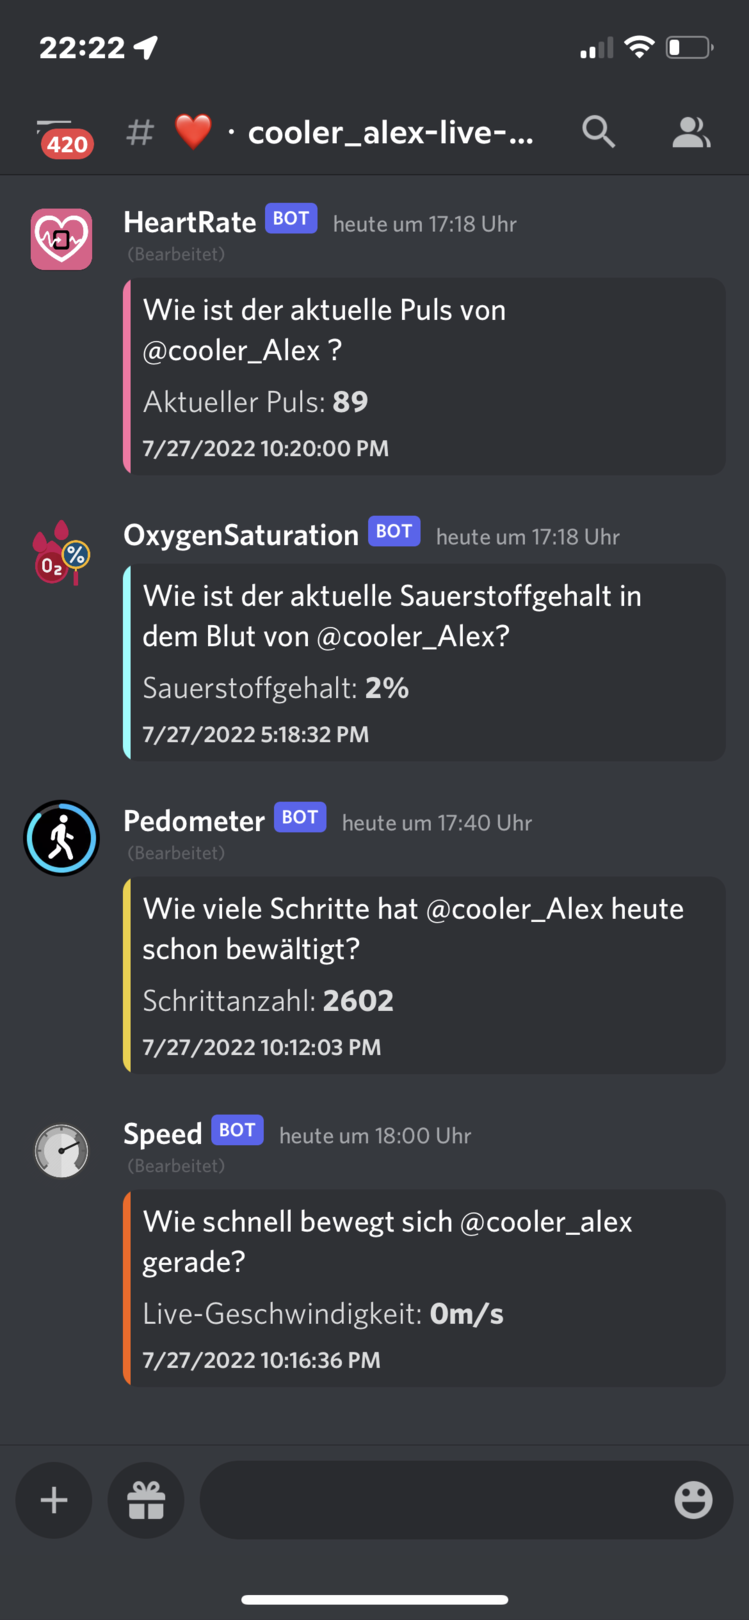 22:22
420
# ❤️ · cooler_alex-live-...
HeartRate BOT heute um 17:18 Uhr
(Bearbeitet)
Wie ist der aktuelle Puls von
@cooler_Alex ?
Aktueller Puls: 89
7/27/2022 10:20:00 PM
OxygenSaturation BOT heute um 17:18 Uhr
O₂ %
Wie ist der aktuelle Sauerstoffgehalt in
dem Blut von @cooler_Alex?
Sauerstoffgehalt: 2%
7/27/2022 5:18:32 PM
Pedometer BOT heute um 17:40 Uhr
(Bearbeitet)
Wie viele Schritte hat @cooler_Alex heute
schon bewältigt?
Schrittanzahl: 2602
7/27/2022 10:12:03 PM
Speed BOT heute um 18:00 Uhr
(Bearbeitet)
Wie schnell bewegt sich @cooler_alex
gerade?
Live-Geschwindigkeit: 0m/s
7/27/2022 10:16:36 PM